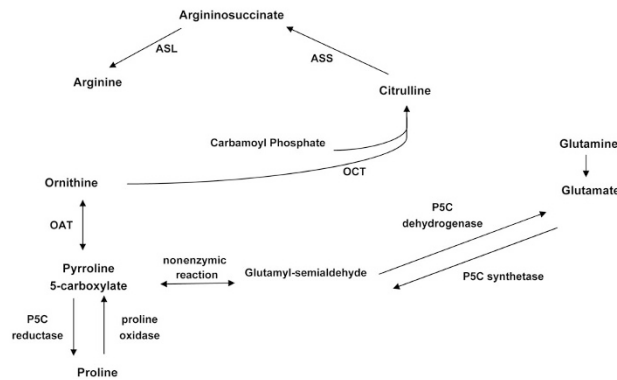 Argininosuccinate
ASL
ASS
Arginine
Citrulline
Carbamoyl Phosphate
Glutamine
OCT
Ornithine
Glutamate
P5C
dehydrogenase
OAT
nonenzymic
reaction
Pyrroline
5-carboxylate
Glutamyl-semialdehyde
P5C synthetase
P5C
reductase
proline
oxidase
Proline